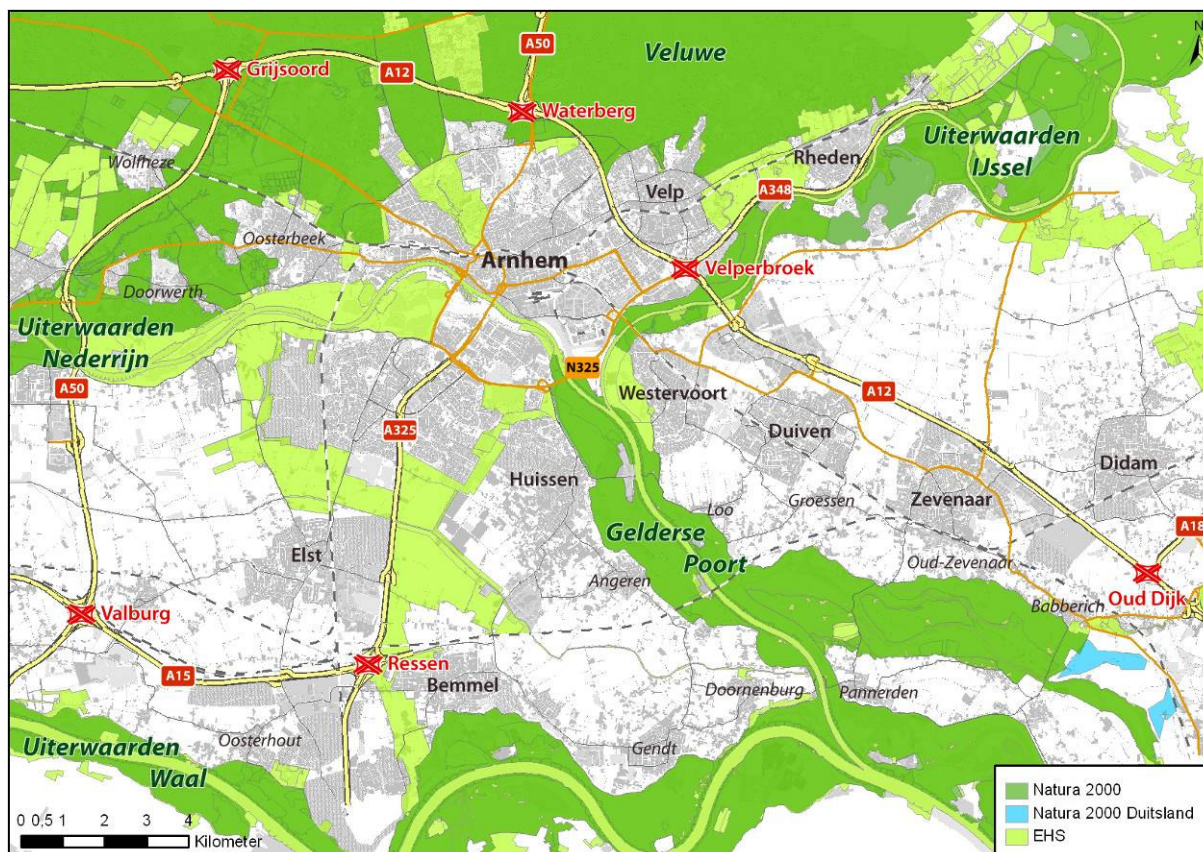 A50
Veluwe
N
Grijsoord
A12
Waterberg
Wolfheze
Rheden
Uiterwaarden
IJssel
Velp
A348
Oosterbeek
Arnhem
Velperbroek
Doorwerth
Uiterwaarden
Nederrijn
N325
A50
Westervoort
A12
A325
Duiven
Didam
Huissen
Groessen
Zevenaar
Loo
A18
Gelderse
Poort
Elst
Oud-Zevenaar
Angeren
Oud Dijk
Babberich
Valburg
Ressen
A15
Bemmel
Doornenburg
Pannerden
Oosterhout
Uiterwaarden
Waal
Gendt
Natura 2000
Natura 2000 Duitsland
EHS
0 0,5 1 2 3 4
Kilometer